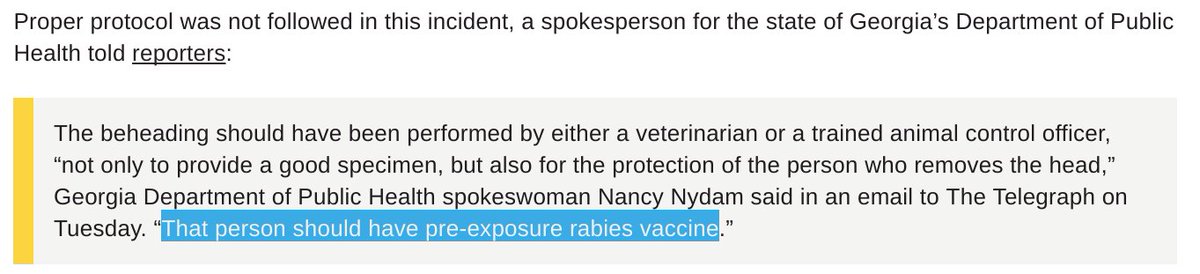 Proper protocol was not followed in this incident, a spokesperson for the state of Georgia’s Department of Public
Health told reporters:
The beheading should have been performed by either a veterinarian or a trained animal control officer,
“not only to provide a good specimen, but also for the protection of the person who removes the head,”
Georgia Department of Public Health spokeswoman Nancy Nydam said in an email to The Telegraph on
Tuesday. “That person should have pre-exposure rabies vaccine.”